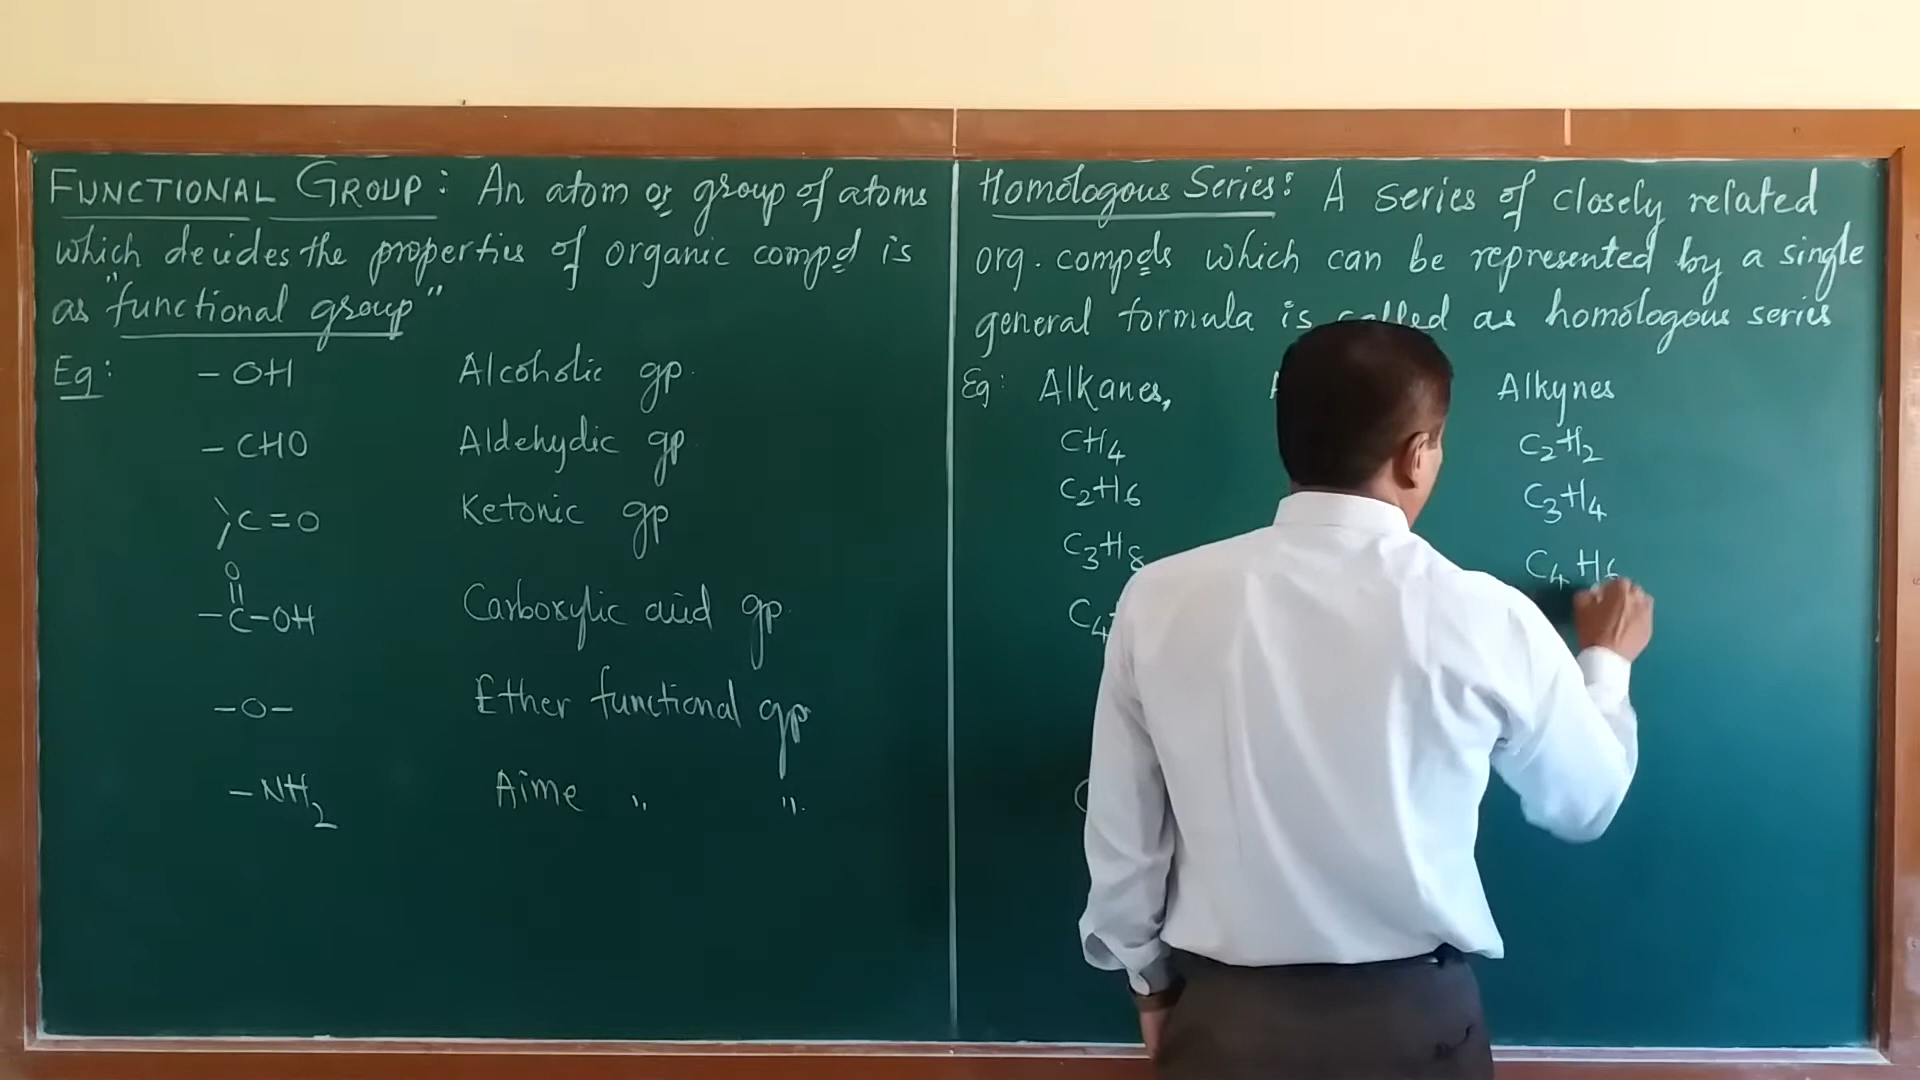 FUNCTIONAL GROUP: An atom or group of atoms
which decides the properties of organic compd is
as "functional group"
Eg: -OH Alcoholic gp.
-CHO Aldehydic gp.
>C=O Ketonic gp
O
||
-C-OH Carboxylic acid gp.
-O- Ether functional gp
-NH₂ Aime " ".
Homologous Series: A series of closely related
org. compds which can be represented by a single
general formula is called as homologous series
Eg: Alkanes, Alkynes
CH₄ C₂H₂
C₂H₆ C₃H₄
C₃H₈ C₄H₆
C₄